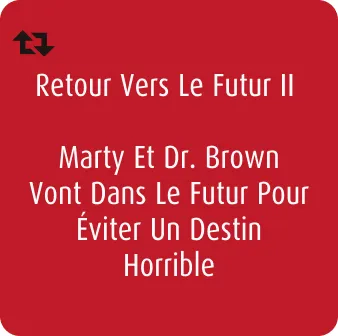 Retour Vers Le Futur II
Marty Et Dr. Brown
Vont Dans Le Futur Pour
Éviter Un Destin
Horrible